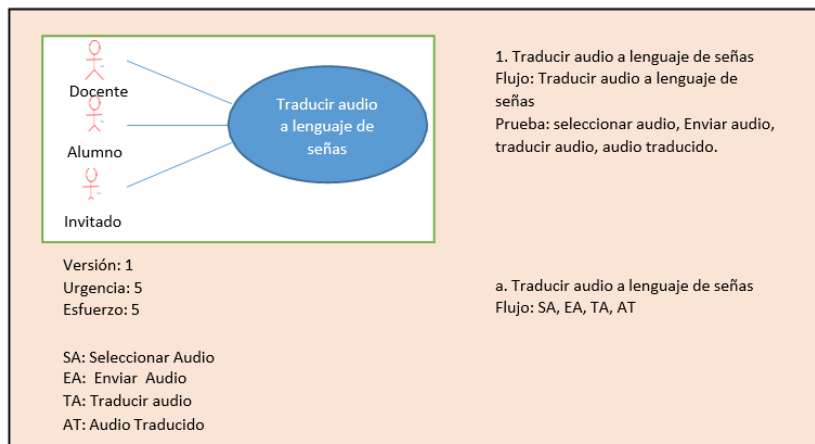 Docente
Alumno
Invitado
Traducir audio
a lenguaje de
señas
1. Traducir audio a lenguaje de señas
Flujo: Traducir audio a lenguaje de
señas
Prueba: seleccionar audio, Enviar audio,
traducir audio, audio traducido.
Versión: 1
Urgencia: 5
Esfuerzo: 5
a. Traducir audio a lenguaje de señas
Flujo: SA, EA, TA, AT
SA: Seleccionar Audio
EA:  Enviar  Audio
TA: Traducir audio
AT: Audio Traducido